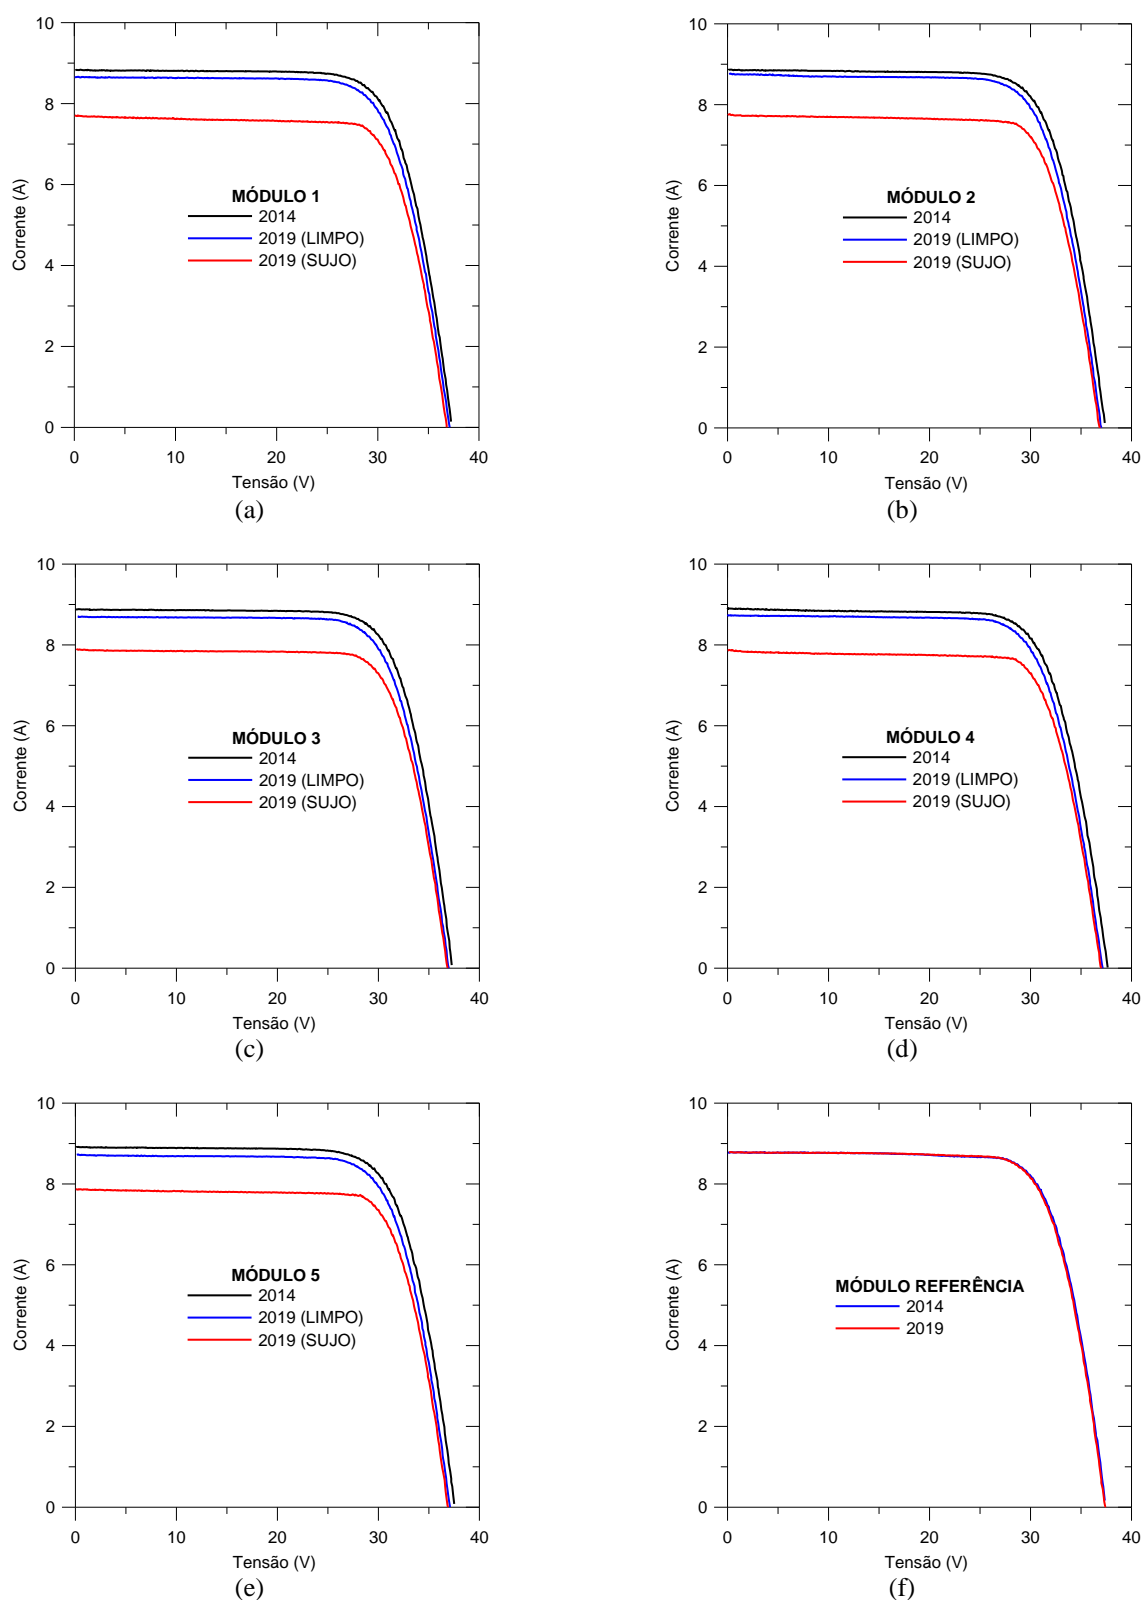 10
8
6
4
2
0
Corrente (A)
MÓDULO 1
2014
2019 (LIMPO)
2019 (SUJO)
0 10 20 30 40
Tensão (V)
(a)
10
8
6
4
2
0
Corrente (A)
MÓDULO 2
2014
2019 (LIMPO)
2019 (SUJO)
0 10 20 30 40
Tensão (V)
(b)
10
8
6
4
2
0
Corrente (A)
MÓDULO 3
2014
2019 (LIMPO)
2019 (SUJO)
0 10 20 30 40
Tensão (V)
(c)
10
8
6
4
2
0
Corrente (A)
MÓDULO 4
2014
2019 (LIMPO)
2019 (SUJO)
0 10 20 30 40
Tensão (V)
(d)
10
8
6
4
2
0
Corrente (A)
MÓDULO 5
2014
2019 (LIMPO)
2019 (SUJO)
0 10 20 30 40
Tensão (V)
(e)
10
8
6
4
2
0
Corrente (A)
MÓDULO REFERÊNCIA
2014
2019
0 10 20 30 40
Tensão (V)
(f)